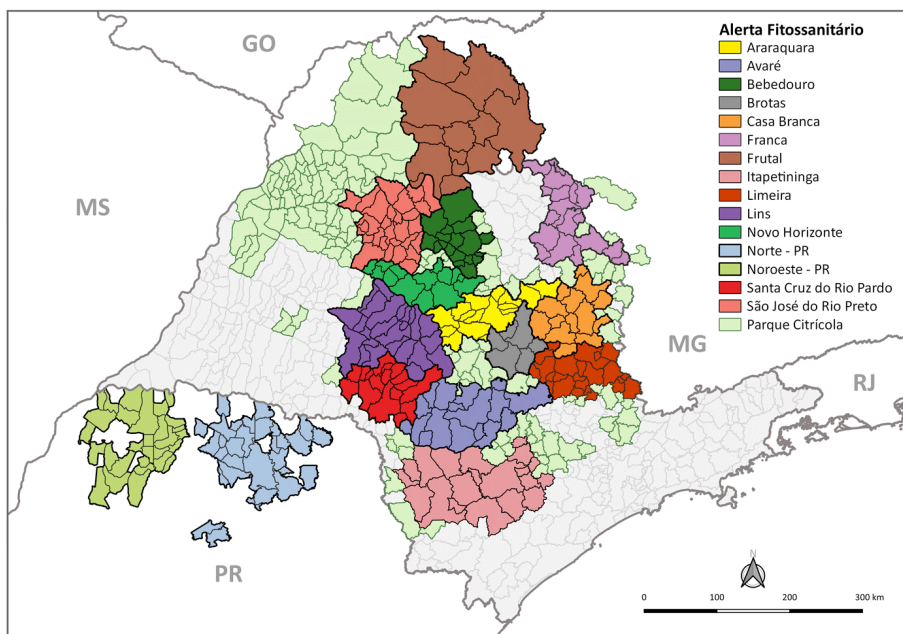 GO
Alerta Fitossanitário
Araraquara
Avaré
Bebedouro
Brotas
Casa Branca
Franca
Frutal
Itapetininga
Limeira
Lins
Novo Horizonte
Norte - PR
Noroeste - PR
Santa Cruz do Rio Pardo
São José do Rio Preto
Parque Citrícola
MS
MG
RJ
PR
N
0 100 200 300 km